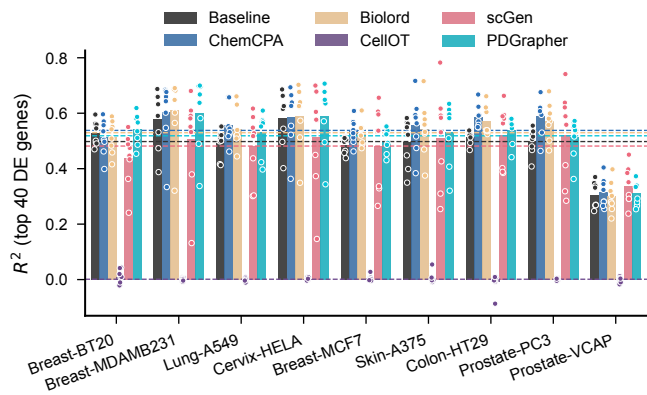 Baseline
Biolord
scGen
ChemCPA
CellOT
PDGrapher
R² (top 40 DE genes)
0.8
0.6
0.4
0.2
0.0
Breast-BT20
Breast-MDAMB231
Lung-A549
Cervix-HELA
Breast-MCF7
Skin-A375
Colon-HT29
Prostate-PC3
Prostate-VCAP